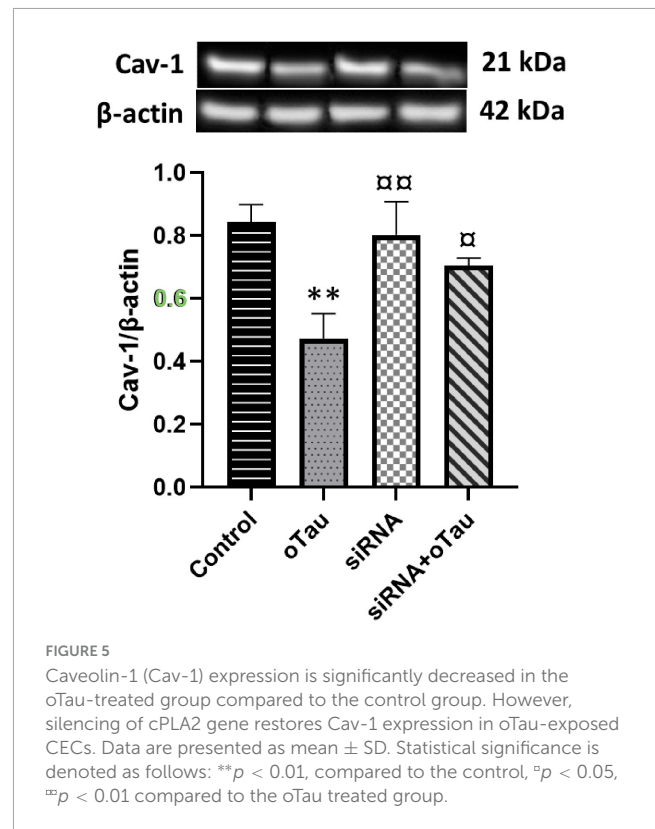 Cav-1 21 kDa
β-actin 42 kDa
¤¤
1.0
¤
0.8
**
0.6
0.4
0.2
0.0
Cav-1/β-actin
Control
oTau
siRNA
siRNA+oTau
FIGURE 5
Caveolin-1 (Cav-1) expression is significantly decreased in the
oTau-treated group compared to the control group. However,
silencing of cPLA2 gene restores Cav-1 expression in oTau-exposed
CECs. Data are presented as mean ± SD. Statistical significance is
denoted as follows: **p < 0.01, compared to the control, ¤p < 0.05,
¤¤p < 0.01 compared to the oTau treated group.